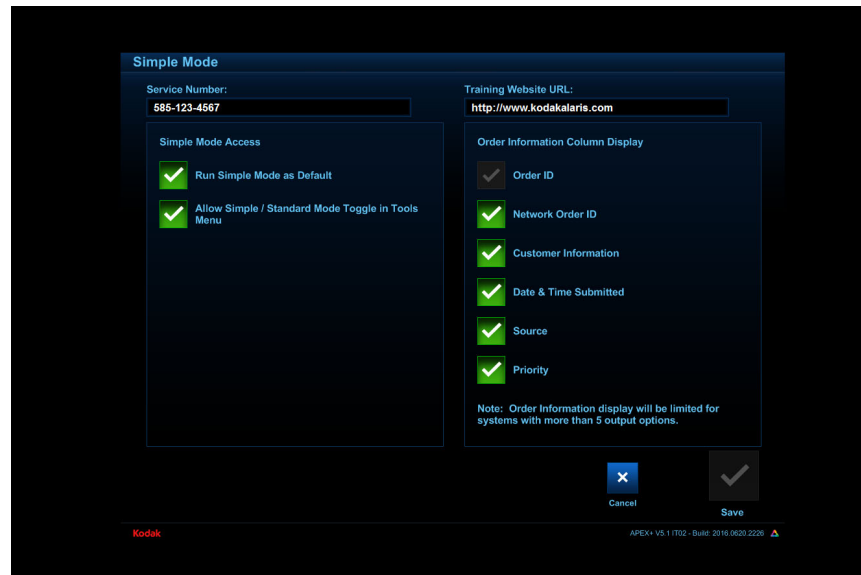 Simple Mode
Service Number:
585-123-4567
Training Website URL:
http://www.kodakalaris.com
Simple Mode Access
Run Simple Mode as Default
Allow Simple / Standard Mode Toggle in Tools
Menu
Order Information Column Display
Order ID
Network Order ID
Customer Information
Date & Time Submitted
Source
Priority
Note: Order Information display will be limited for
systems with more than 5 output options.
Cancel
Save
Kodak
APEX+ V5.1 IT02 - Build: 2016.0620.2226